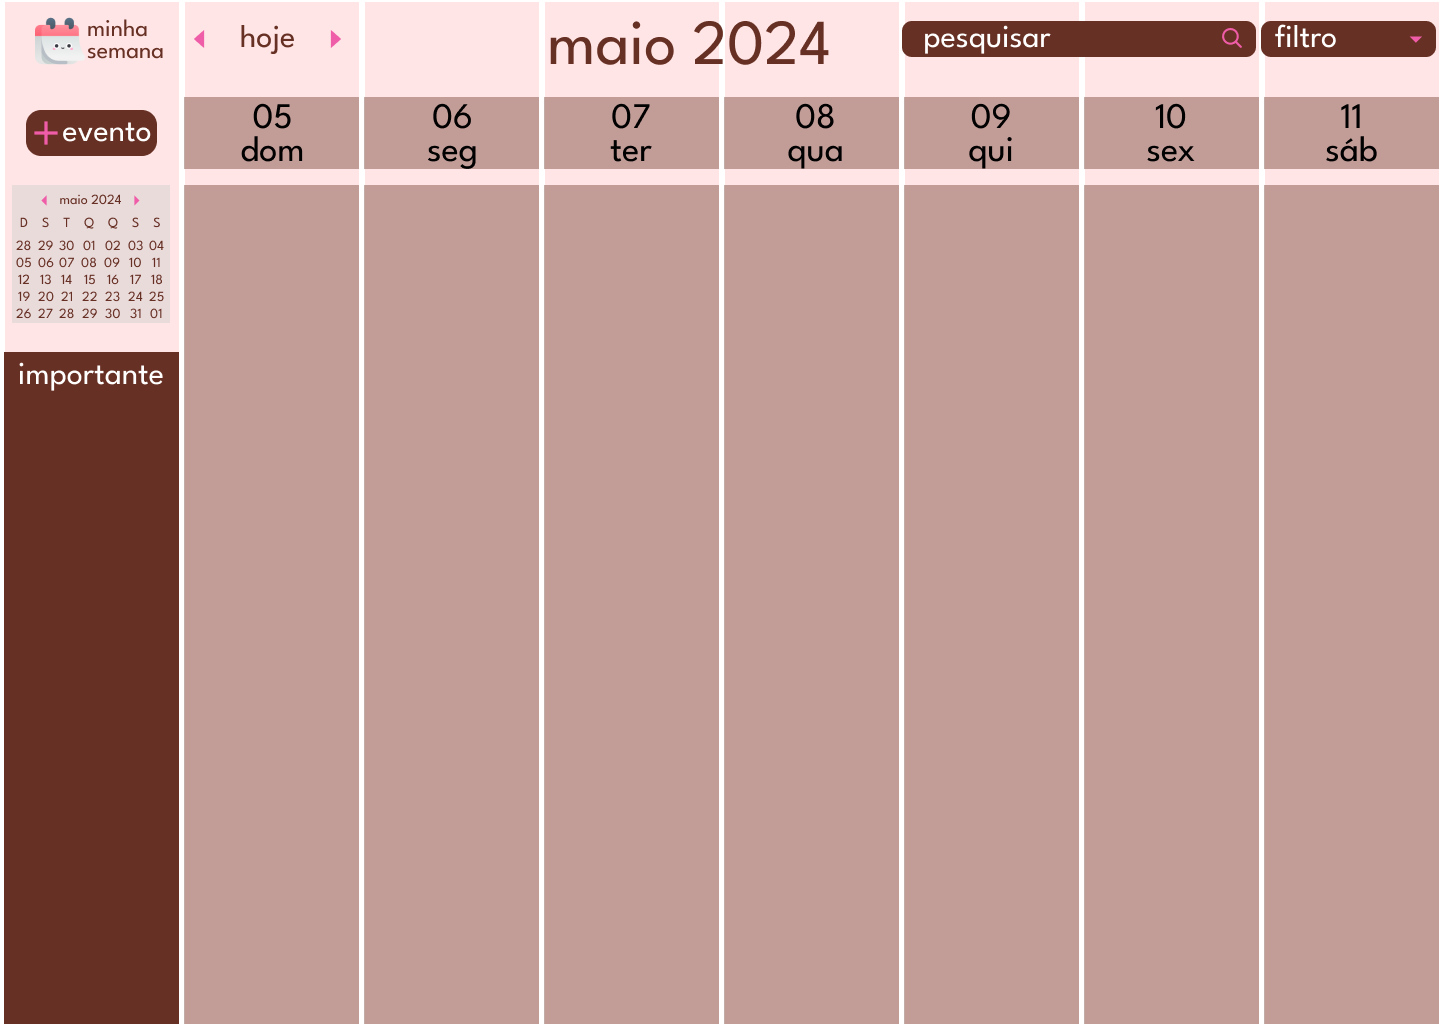 minha
semana
hoje
maio 2024
pesquisar
filtro
evento
05
dom
06
seg
07
ter
08
qua
09
qui
10
sex
11
sáb
maio 2024
D S T Q Q S S
28 29 30 01 02 03 04
05 06 07 08 09 10 11
12 13 14 15 16 17 18
19 20 21 22 23 24 25
26 27 28 29 30 31 01
importante